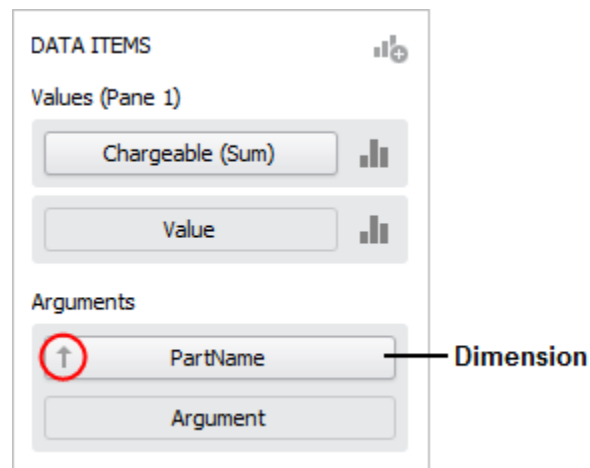 DATA ITEMS
Values (Pane 1)
Chargeable (Sum)
Value
Arguments
PartName
Dimension
Argument